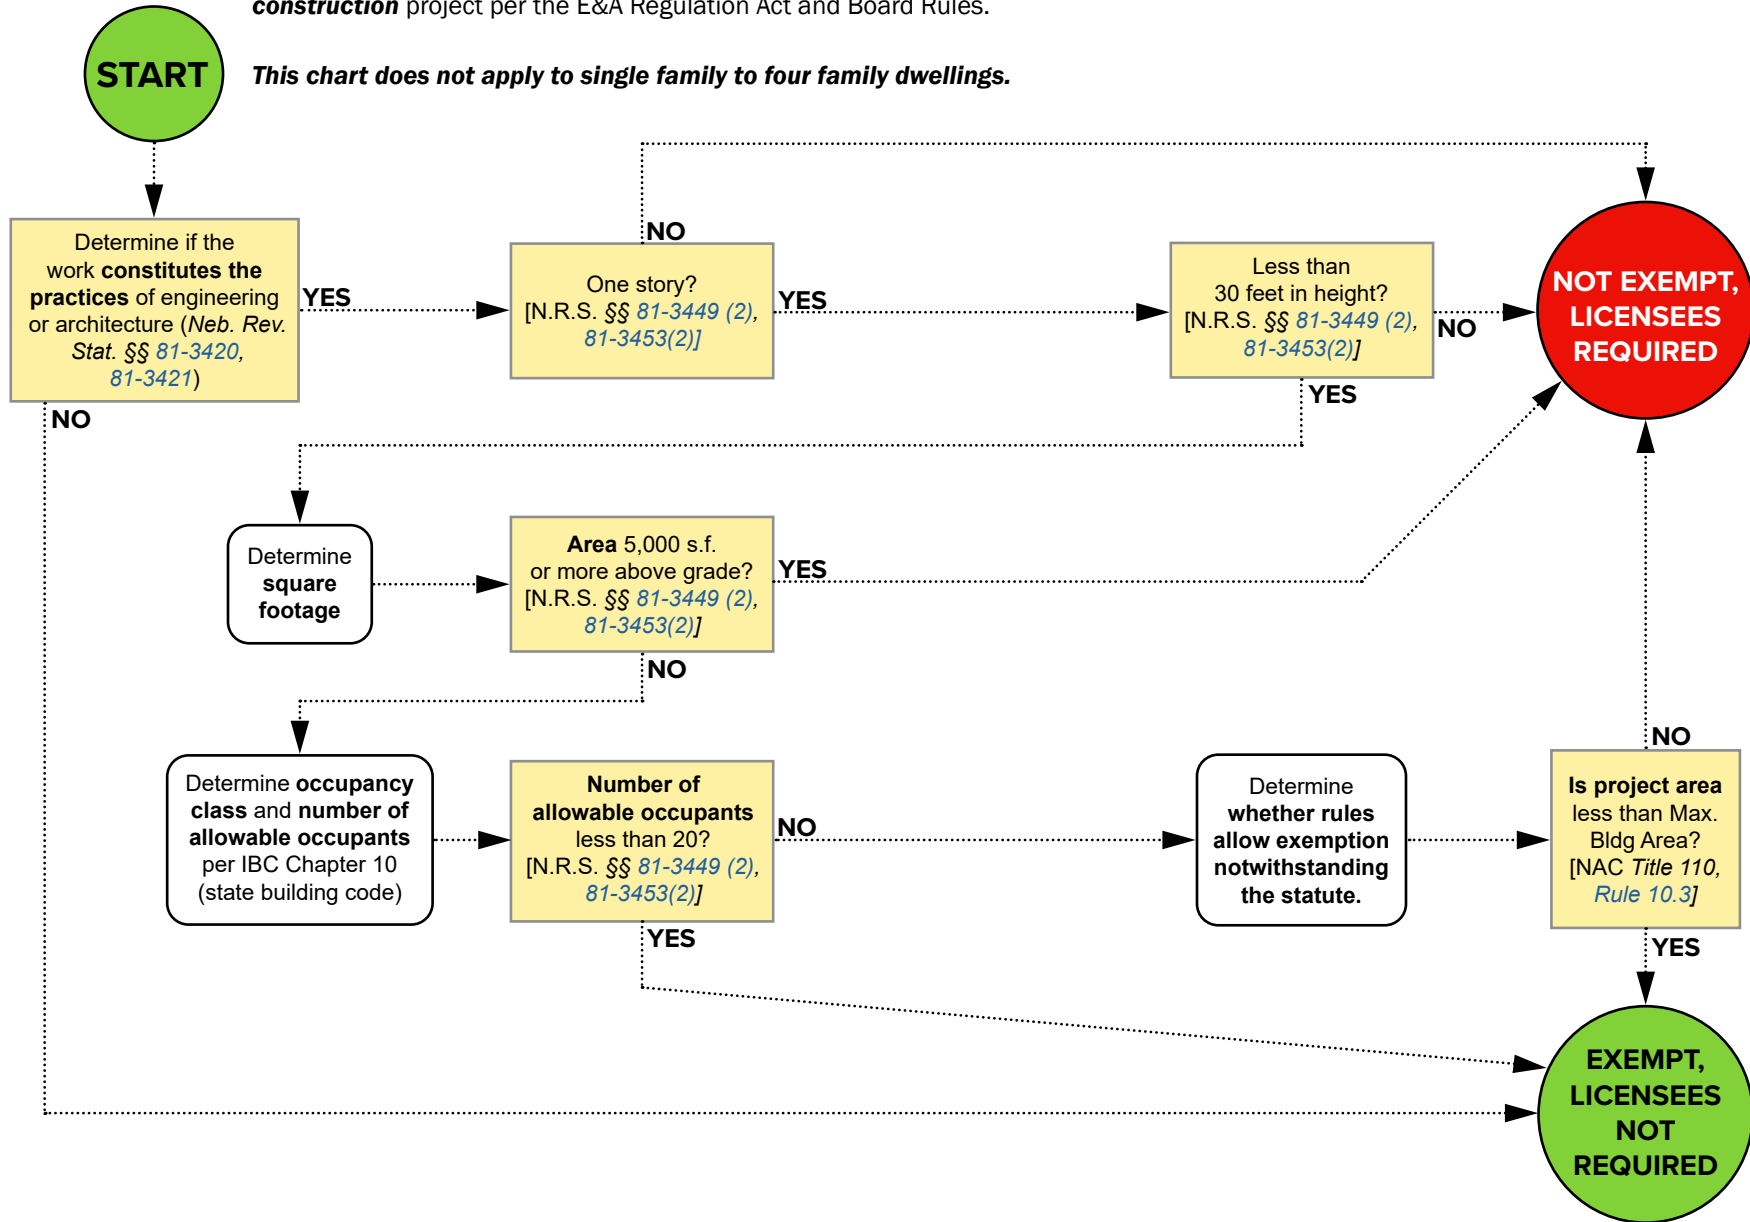 construction project per the E&A Regulation Act and Board Rules.
START
This chart does not apply to single family to four family dwellings.
Determine if the
work constitutes the
practices of engineering
or architecture (Neb. Rev.
Stat. §§ 81-3420,
81-3421)
YES
NO
One story?
[N.R.S. §§ 81-3449 (2),
81-3453(2)]
NO
YES
Less than
30 feet in height?
[N.R.S. §§ 81-3449 (2),
81-3453(2)]
NO
YES
NOT EXEMPT,
LICENSEES
REQUIRED
Determine
square
footage
Area 5,000 s.f.
or more above grade?
[N.R.S. §§ 81-3449 (2),
81-3453(2)]
YES
NO
Determine occupancy
class and number of
allowable occupants
per IBC Chapter 10
(state building code)
Number of
allowable occupants
less than 20?
[N.R.S. §§ 81-3449 (2),
81-3453(2)]
NO
YES
Determine
whether rules
allow exemption
notwithstanding
the statute.
NO
Is project area
less than Max.
Bldg Area?
[NAC Title 110,
Rule 10.3]
YES
EXEMPT,
LICENSEES
NOT
REQUIRED